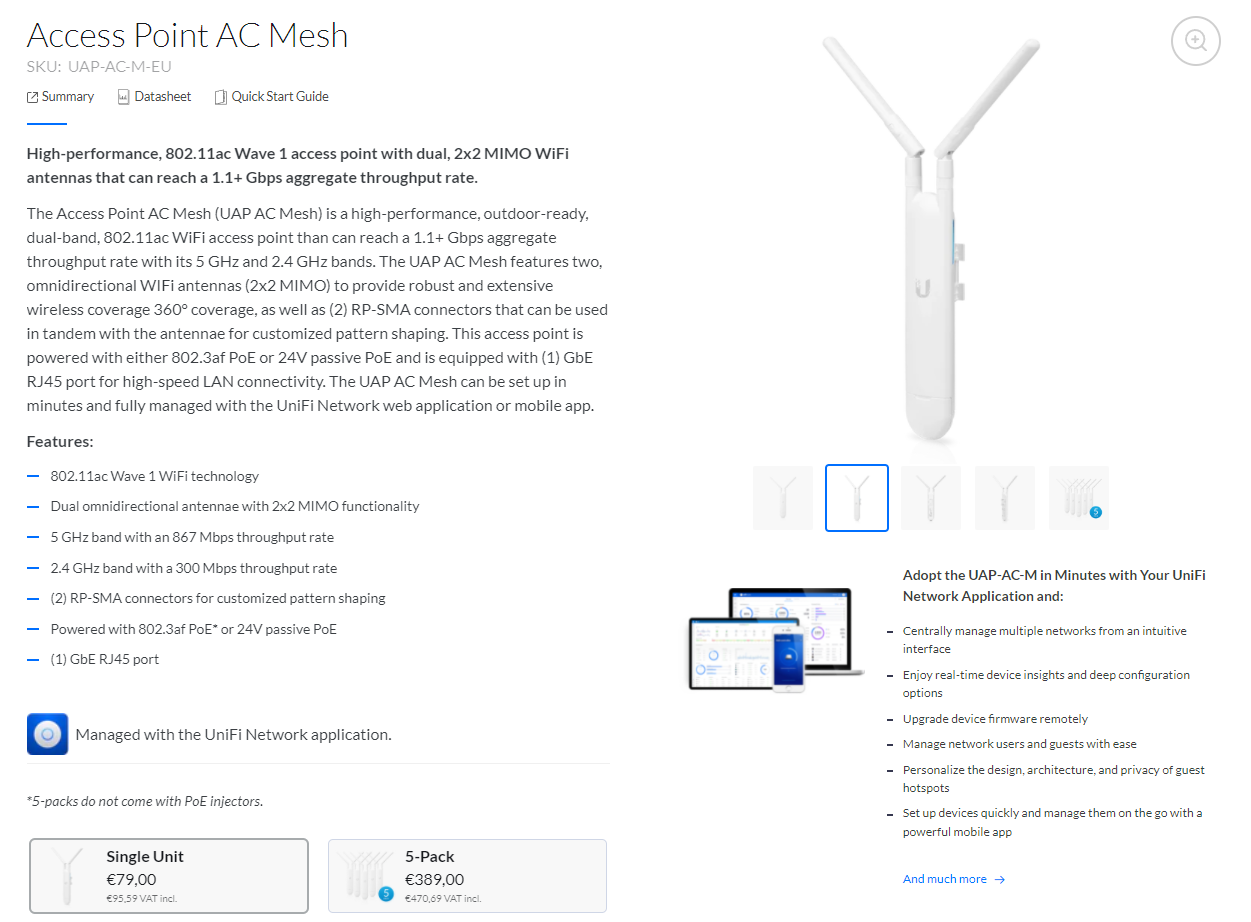 Access Point AC Mesh
SKU: UAP-AC-M-EU
Summary
Datasheet
Quick Start Guide
High-performance, 802.11ac Wave 1 access point with dual, 2x2 MIMO WiFi
antennas that can reach a 1.1+ Gbps aggregate throughput rate.
The Access Point AC Mesh (UAP AC Mesh) is a high-performance, outdoor-ready,
dual-band, 802.11ac WiFi access point than can reach a 1.1+ Gbps aggregate
throughput rate with its 5 GHz and 2.4 GHz bands. The UAP AC Mesh features two,
omnidirectional WIFi antennas (2x2 MIMO) to provide robust and extensive
wireless coverage 360° coverage, as well as (2) RP-SMA connectors that can be used
in tandem with the antennae for customized pattern shaping. This access point is
powered with either 802.3af PoE or 24V passive PoE and is equipped with (1) GbE
RJ45 port for high-speed LAN connectivity. The UAP AC Mesh can be set up in
minutes and fully managed with the UniFi Network web application or mobile app.
Features:
802.11ac Wave 1 WiFi technology
Dual omnidirectional antennae with 2x2 MIMO functionality
5 GHz band with an 867 Mbps throughput rate
2.4 GHz band with a 300 Mbps throughput rate
(2) RP-SMA connectors for customized pattern shaping
Powered with 802.3af PoE* or 24V passive PoE
(1) GbE RJ45 port
Managed with the UniFi Network application.
*5-packs do not come with PoE injectors.
Single Unit
€79,00
€95,59 VAT incl.
5
5-Pack
€389,00
€470,69 VAT incl.
5
Adopt the UAP-AC-M in Minutes with Your UniFi
Network Application and:
Centrally manage multiple networks from an intuitive
interface
Enjoy real-time device insights and deep configuration
options
Upgrade device firmware remotely
Manage network users and guests with ease
Personalize the design, architecture, and privacy of guest
hotspots
Set up devices quickly and manage them on the go with a
powerful mobile app
And much more